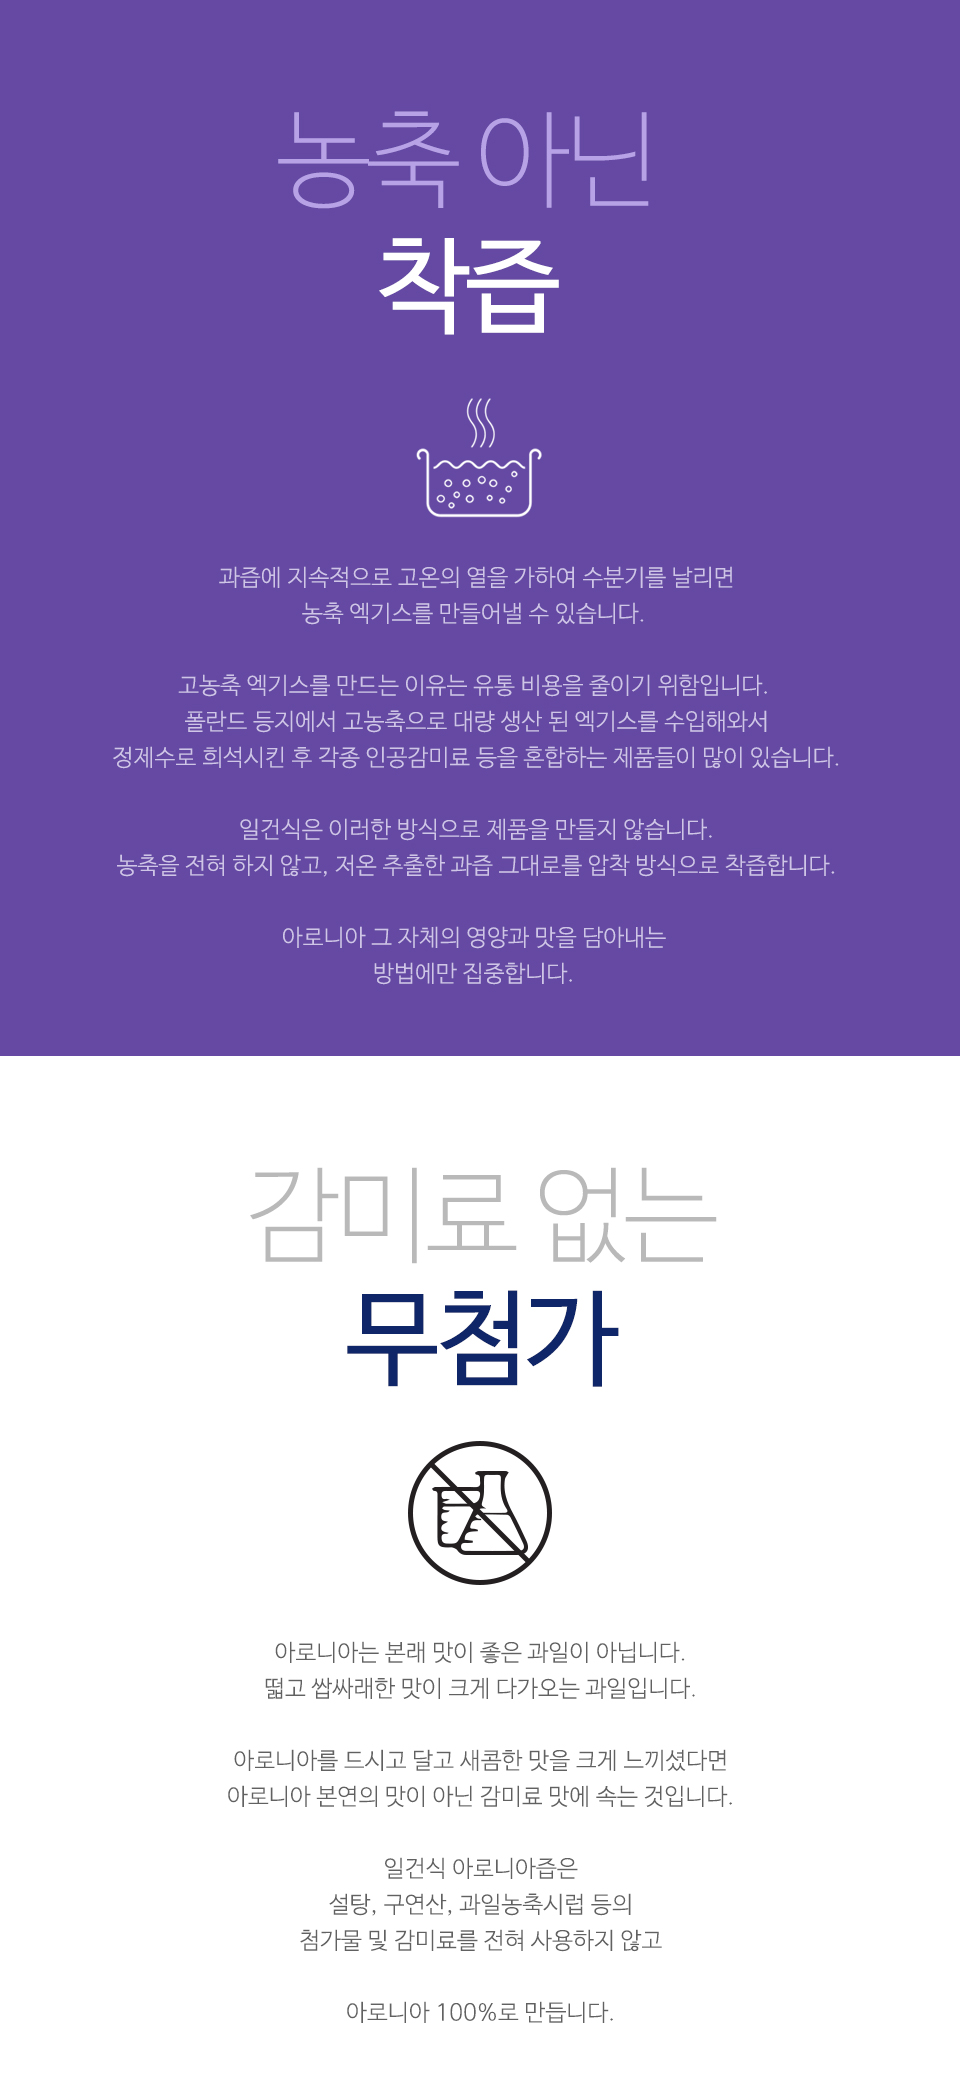 농축 아닌
착즙
과즙에 지속적으로 고온의 열을 가하여 수분기를 날리면
농축 엑기스를 만들어낼 수 있습니다.
고농축 엑기스를 만드는 이유는 유통 비용을 줄이기 위함입니다.
폴란드 등지에서 고농축으로 대량 생산 된 엑기스를 수입해와서
정제수로 희석시킨 후 각종 인공감미료 등을 혼합하는 제품들이 많이 있습니다.
일건식은 이러한 방식으로 제품을 만들지 않습니다.
농축을 전혀 하지 않고, 저온 추출한 과즙 그대로를 압착 방식으로 착즙합니다.
아로니아 그 자체의 영양과 맛을 담아내는
방법에만 집중합니다.
감미료 없는
무첨가
아로니아는 본래 맛이 좋은 과일이 아닙니다.
떫고 쌉싸래한 맛이 크게 다가오는 과일입니다.
아로니아를 드시고 달고 새콤한 맛을 크게 느끼셨다면
아로니아 본연의 맛이 아닌 감미료 맛에 속는 것입니다.
일건식 아로니아즙은
설탕, 구연산, 과일농축시럽 등의
첨가물 및 감미료를 전혀 사용하지 않고
아로니아 100%로 만듭니다.